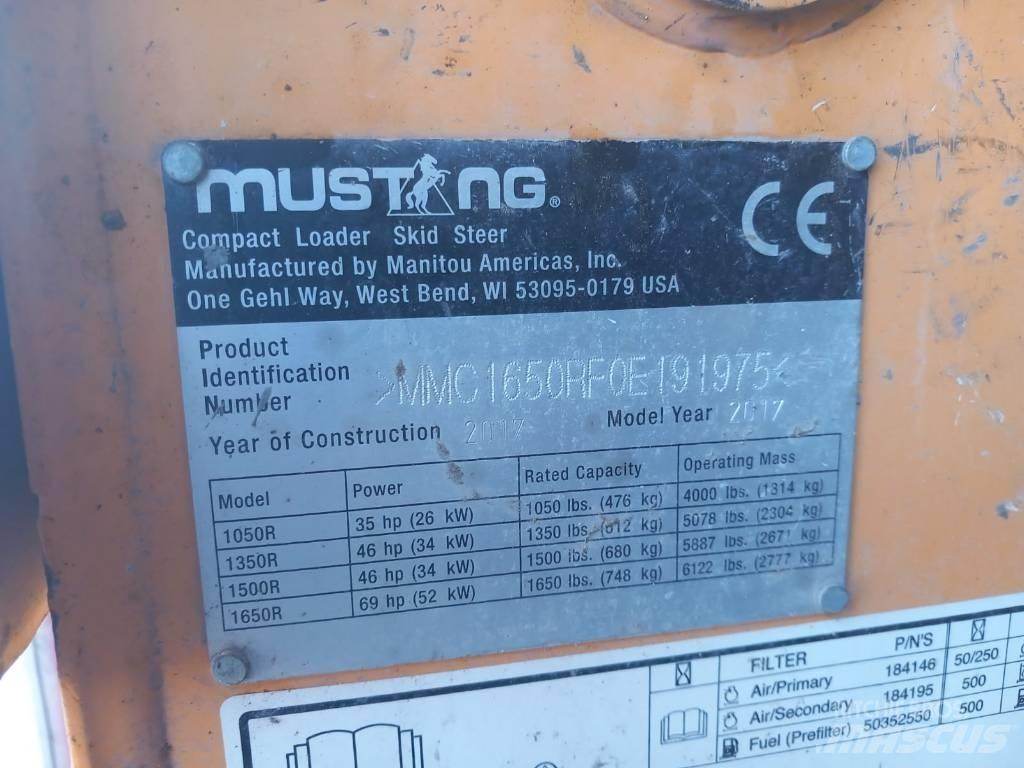 MUSTANG®
CE
Compact Loader Skid Steer
Manufactured by Manitou Americas, Inc.
One Gehl Way, West Bend, WI 53095-0179 USA
Product Identification Number >MMC1650RF0E191975<
Year of Construction 2017 Model Year 2017
Model Power Rated Capacity Operating Mass
1050R 35 hp (26 kW) 1050 lbs. (476 kg) 4000 lbs. (1314 kg)
1350R 46 hp (34 kW) 1350 lbs. (612 kg) 5078 lbs. (2304 kg)
1500R 46 hp (34 kW) 1500 lbs. (680 kg) 5887 lbs. (2671 kg)
1650R 69 hp (52 kW) 1650 lbs. (748 kg) 6122 lbs. (2777 kg)
FILTER P/N'S
Air/Primary 184146 50/250
Air/Secondary 184195 500
Fuel (Prefilter) 50352550 500
MASCUS